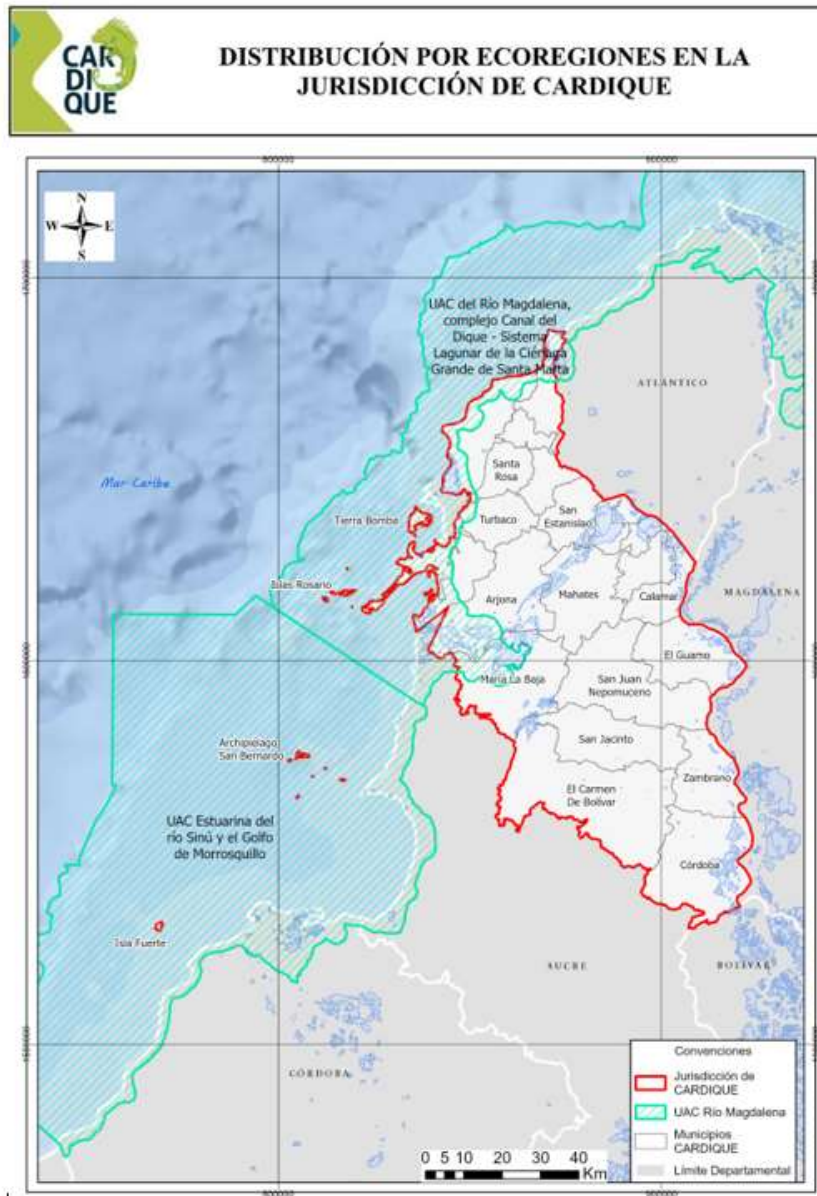 CAR
DI
QUE
DISTRIBUCIÓN POR ECOREGIONES EN LA
JURISDICCIÓN DE CARDIQUE
N
W E
S
UAC del Río Magdalena,
complejo Canal del
Dique - Sistema
Lagunar de la Ciénaga
Grande de Santa Marta
ATLÁNTICO
Mar Caribe
Santa
Rosa
Tierra Bomba
Turbaco
San
Estanislao
Islas Rosario
Arjona
Mahates
Calamar
MAGDALENA
El Guamo
María La Baja
San Juan
Nepomuceno
Archipielago
San Bernardo
San Jacinto
Zambrano
El Carmen
De Bolívar
UAC Estuarina del
río Sinú y el Golfo
de Morrosquillo
Córdoba
Isla Fuerte
SUCRE
BOLÍVAR
CÓRDOBA
Convenciones
Jurisdicción de
CARDIQUE
UAC Río Magdalena
Municipios
CARDIQUE
Límite Departamental
0 5 10 20 30 40
Km